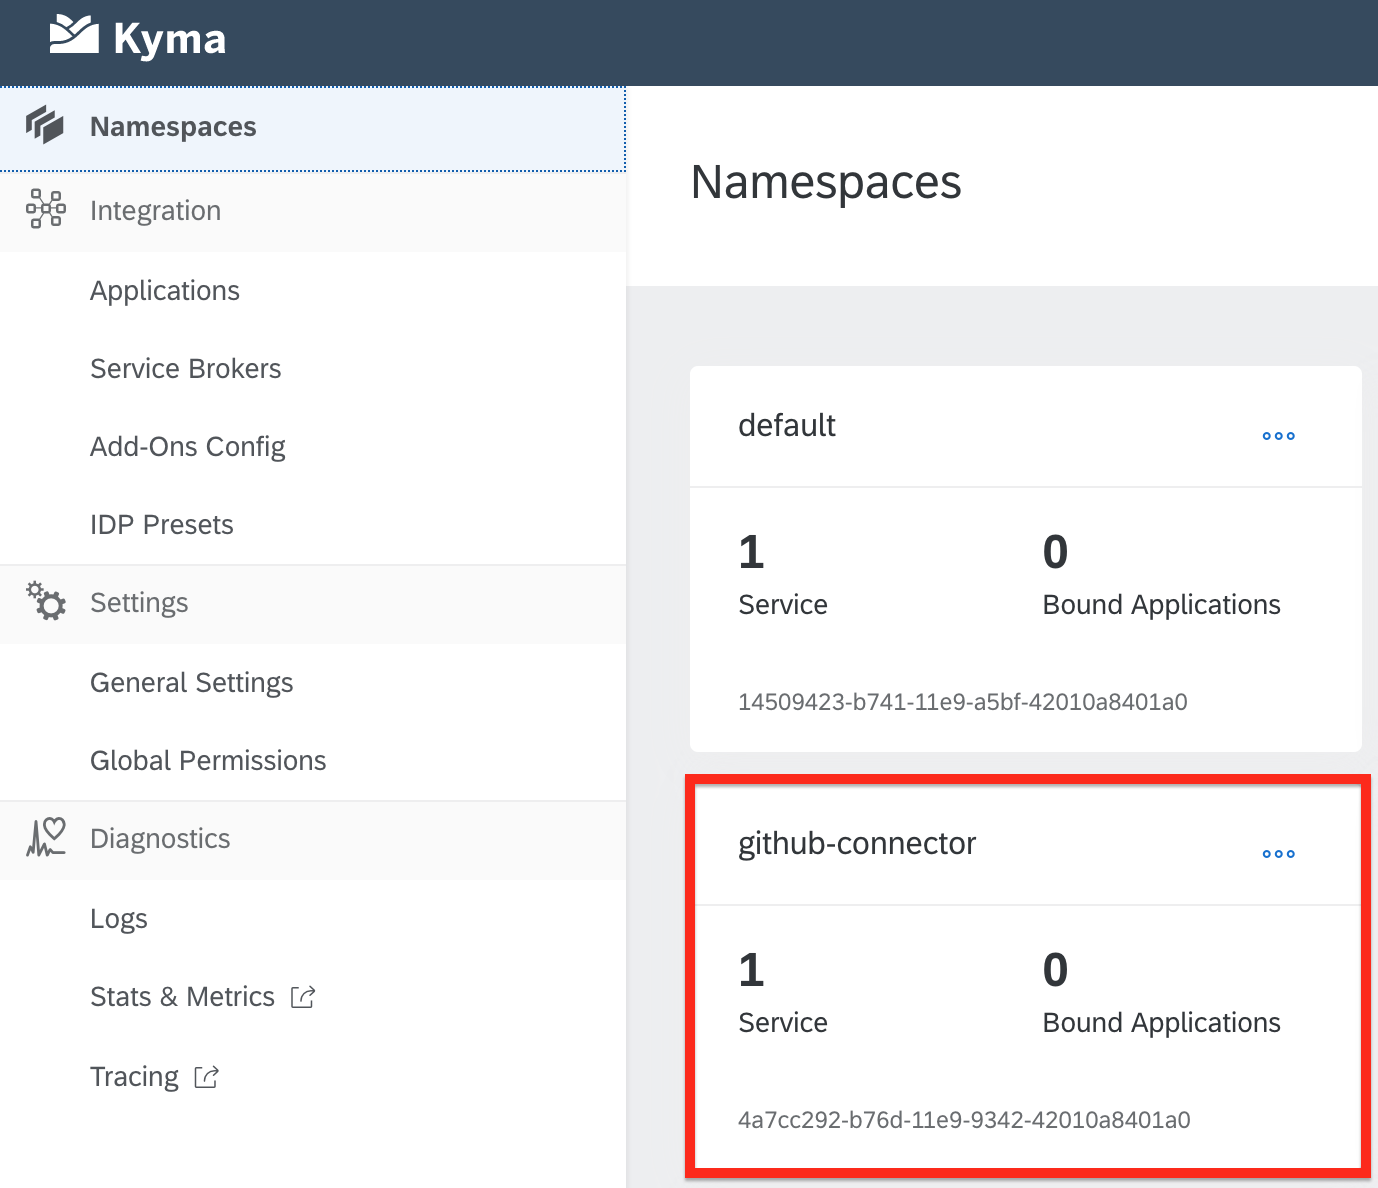 Kyma
Namespaces
Integration
Applications
Service Brokers
Add-Ons Config
IDP Presets
Settings
General Settings
Global Permissions
Diagnostics
Logs
Stats & Metrics
Tracing
Namespaces
default
1 0
Service Bound Applications
14509423-b741-11e9-a5bf-42010a8401a0
github-connector
1 0
Service Bound Applications
4a7cc292-b76d-11e9-9342-42010a8401a0